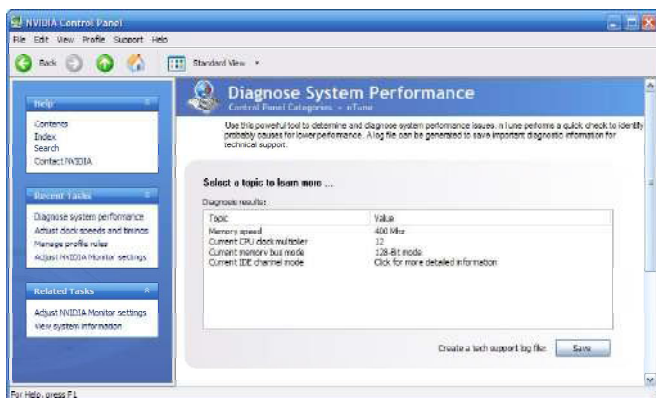 NVIDIA Control Panel
File Edit View Profile Support Help
Back Standard View
Help
Contents
Index
Search
Contact NVIDIA
Recent Tasks
Diagnose system performance
Adjust clock speeds and timings
Manage profile rules
Adjust NVIDIA Monitor settings
Related Tasks
Adjust NVIDIA Monitor settings
View system information
Diagnose System Performance
Control Panel Categories > nTune
Use this powerful tool to determine and diagnose system performance issues. nTune performs a quick check to identify
probably causes for lower performance. A log file can be generated to save important diagnostic information for
technical support.
Select a topic to learn more ...
Diagnosis results:
Topic Value
Memory speed 400 Mhz
Current CPU clock multiplier 12
Current memory bus mode 128-Bit mode
Current IDE channel mode Click for more detailed information
Create a tech support log file: Save
For Help, press F1